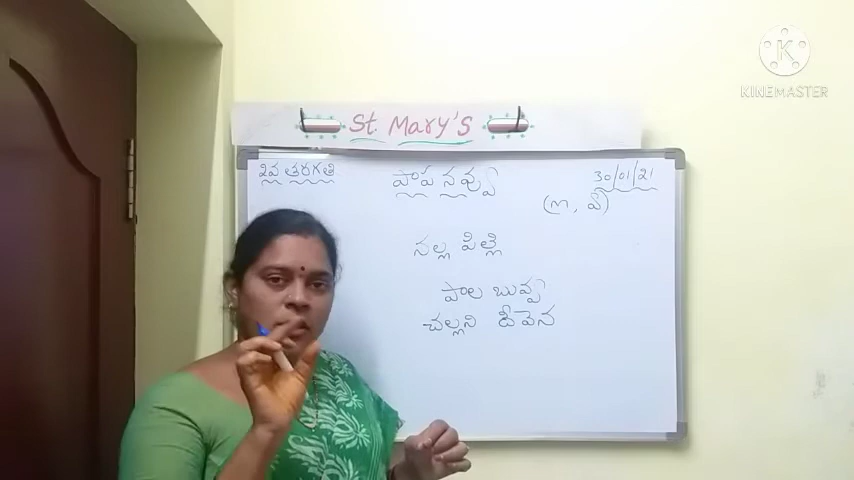 KINEMASTER
St. Mary's
2వ తరగతి
పాప నవ్వు
30/01/21
నల్ల పిల్లి
పాల బువ్వ
చల్లని దీవెన